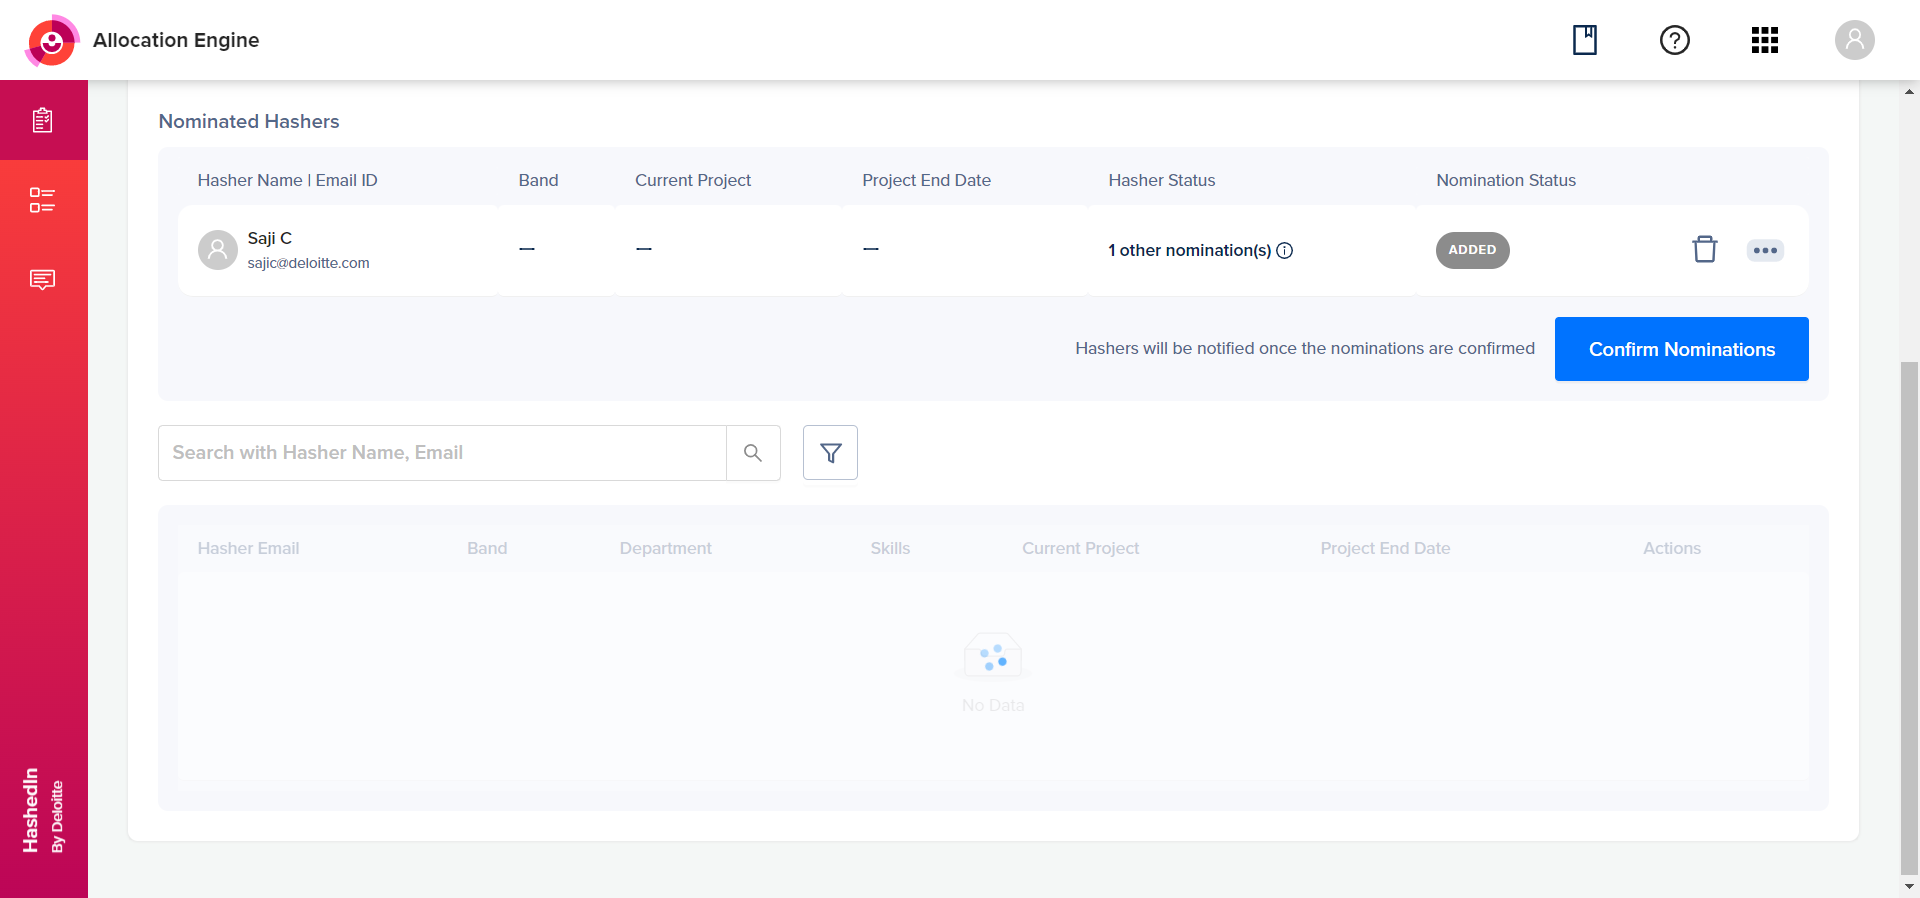 Allocation Engine
Nominated Hashers
Hasher Name | Email ID Band Current Project Project End Date Hasher Status Nomination Status
Saji C
sajic@deloitte.com
— — — 1 other nomination(s) ADDED
Hashers will be notified once the nominations are confirmed Confirm Nominations
Search with Hasher Name, Email
Hasher Email Band Department Skills Current Project Project End Date Actions
No Data
HashedIn
By Deloitte